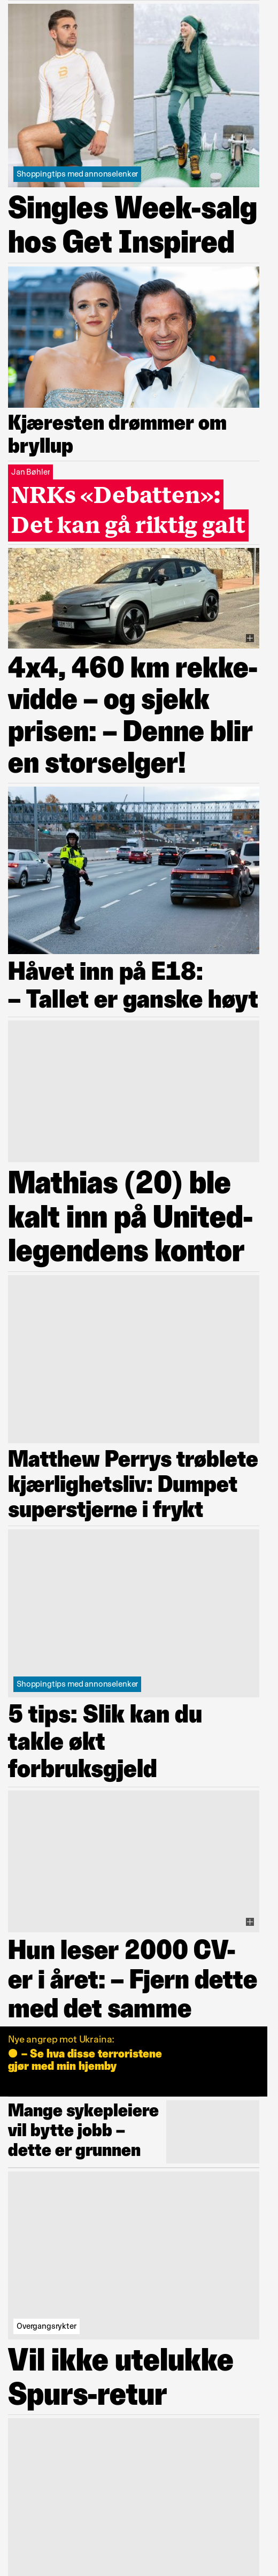 Shoppingtips med annonselenker
Singles Week-salg
hos Get Inspired
Kjæresten drømmer om
bryllup
Jan Bøhler
NRKs «Debatten»:
Det kan gå riktig galt
4x4, 460 km rekke-
vidde – og sjekk
prisen: – Denne blir
en storselger!
Håvet inn på E18:
– Tallet er ganske høyt
Mathias (20) ble
kalt inn på United-
legendens kontor
Matthew Perrys trøblete
kjærlighetsliv: Dumpet
superstjerne i frykt
Shoppingtips med annonselenker
5 tips: Slik kan du
takle økt
forbruksgjeld
Hun leser 2000 CV-
er i året: – Fjern dette
med det samme
Nye angrep mot Ukraina:
● – Se hva disse terroristene
gjør med min hjemby
Mange sykepleiere
vil bytte jobb –
dette er grunnen
Overgangsrykter
Vil ikke utelukke
Spurs-retur